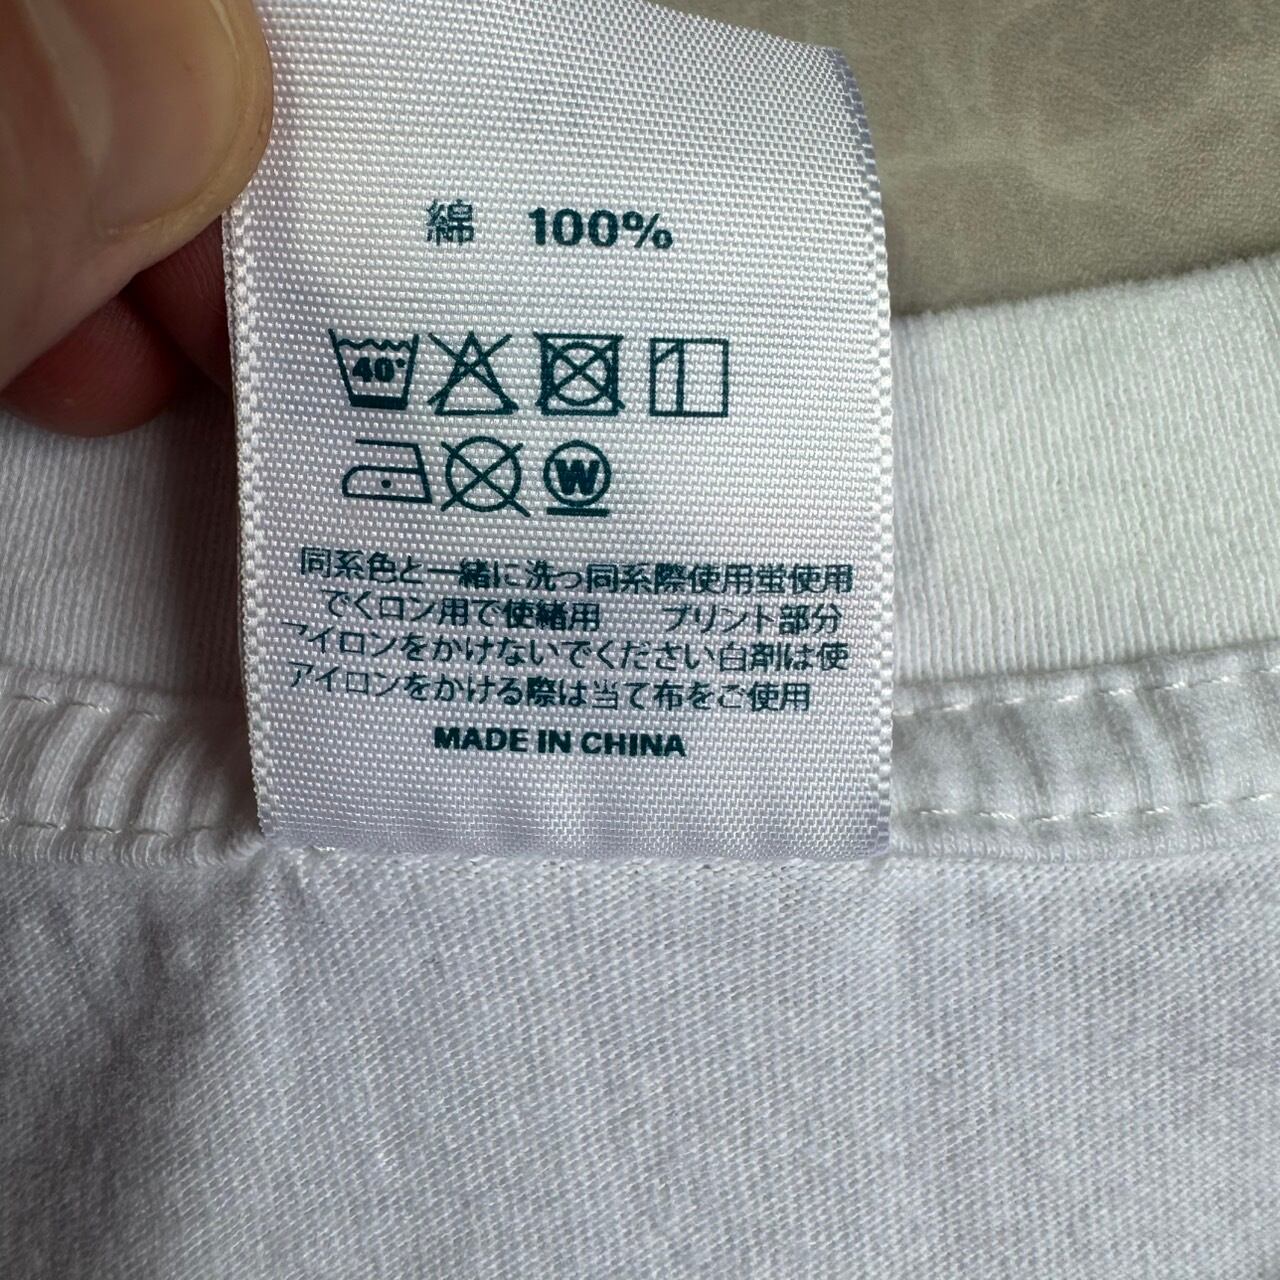 綿 100%
40°
W
同系色と一緒に洗っ同系際使用蛍使用
でくロン用で使緒用 プリント部分
アイロンをかけないでください白剤は使
アイロンをかける際は当て布をご使用
MADE IN CHINA